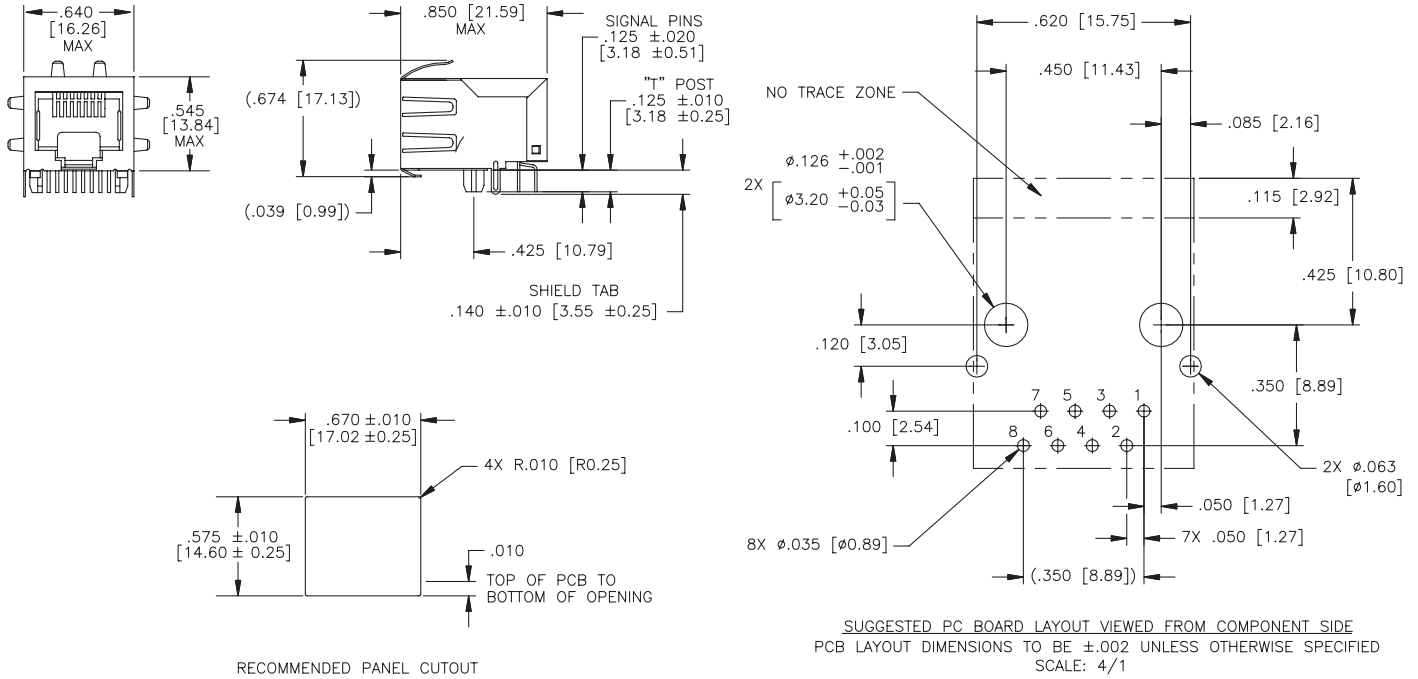 .640
[16.26]
MAX
.545
[13.84]
MAX
.850 [21.59]
MAX
(.674 [17.13])
(.039 [0.99])
SIGNAL PINS
.125 ±.020
[3.18 ±0.51]
"T" POST
.125 ±.010
[3.18 ±0.25]
.425 [10.79]
SHIELD TAB
.140 ±.010 [3.55 ±0.25]
.670 ±.010
[17.02 ±0.25]
4X R.010 [R0.25]
.575 ±.010
[14.60 ± 0.25]
.010
TOP OF PCB TO
BOTTOM OF OPENING
RECOMMENDED PANEL CUTOUT
.620 [15.75]
.450 [11.43]
NO TRACE ZONE
.085 [2.16]
2X ø.126 +.002 -.001
[ø3.20 +0.05 -0.03]
.115 [2.92]
.425 [10.80]
.120 [3.05]
.350 [8.89]
7 5 3 1
.100 [2.54]
8 6 4 2
2X ø.063
[ø1.60]
.050 [1.27]
8X ø.035 [ø0.89]
7X .050 [1.27]
(.350 [8.89])
SUGGESTED PC BOARD LAYOUT VIEWED FROM COMPONENT SIDE
PCB LAYOUT DIMENSIONS TO BE ±.002 UNLESS OTHERWISE SPECIFIED
SCALE: 4/1